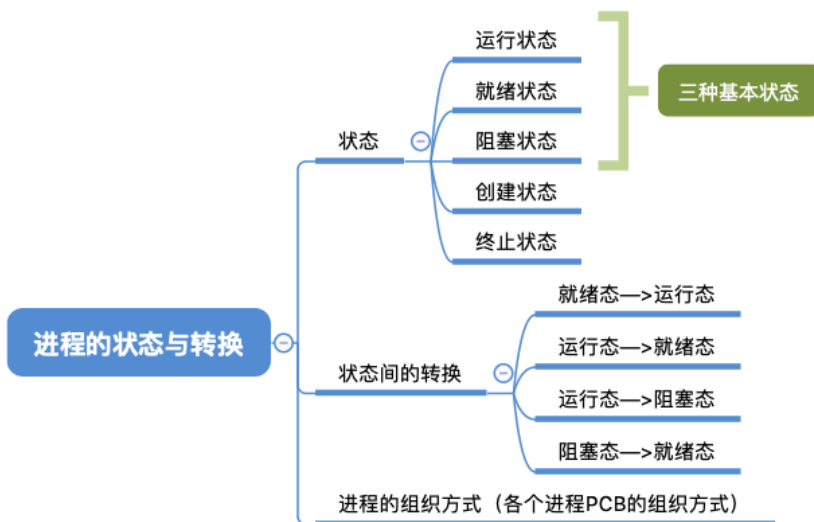 进程的状态与转换
状态
运行状态
就绪状态
阻塞状态
创建状态
终止状态
三种基本状态
状态间的转换
就绪态—>运行态
运行态—>就绪态
运行态—>阻塞态
阻塞态—>就绪态
进程的组织方式（各个进程PCB的组织方式）